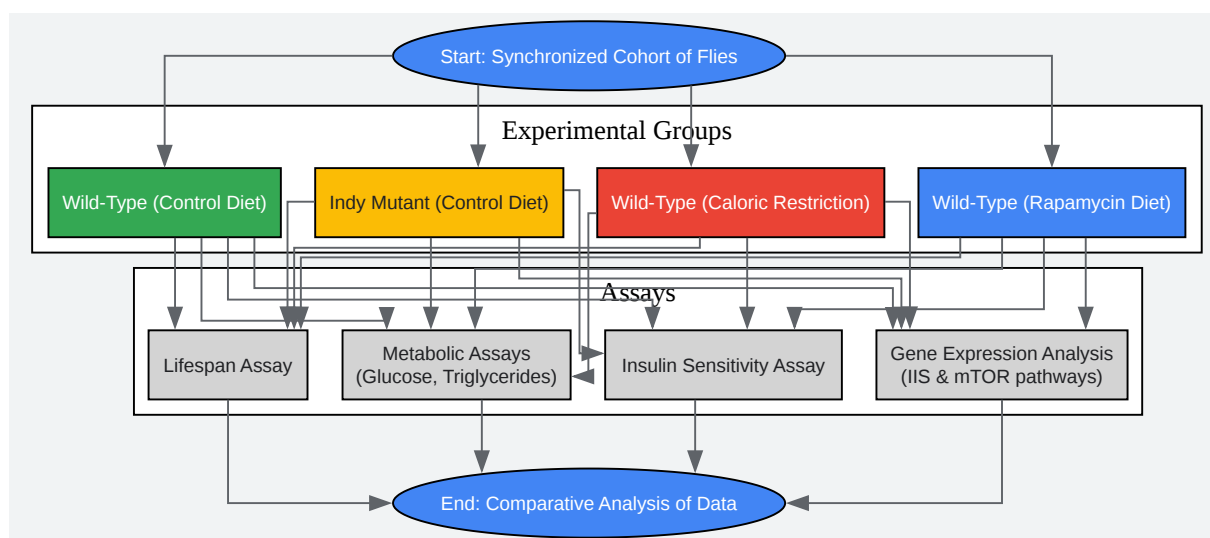 Start: Synchronized Cohort of Flies
Experimental Groups
Wild-Type (Control Diet)
Indy Mutant (Control Diet)
Wild-Type (Caloric Restriction)
Wild-Type (Rapamycin Diet)
Assays
Lifespan Assay
Metabolic Assays
(Glucose, Triglycerides)
Insulin Sensitivity Assay
Gene Expression Analysis
(IIS & mTOR pathways)
End: Comparative Analysis of Data